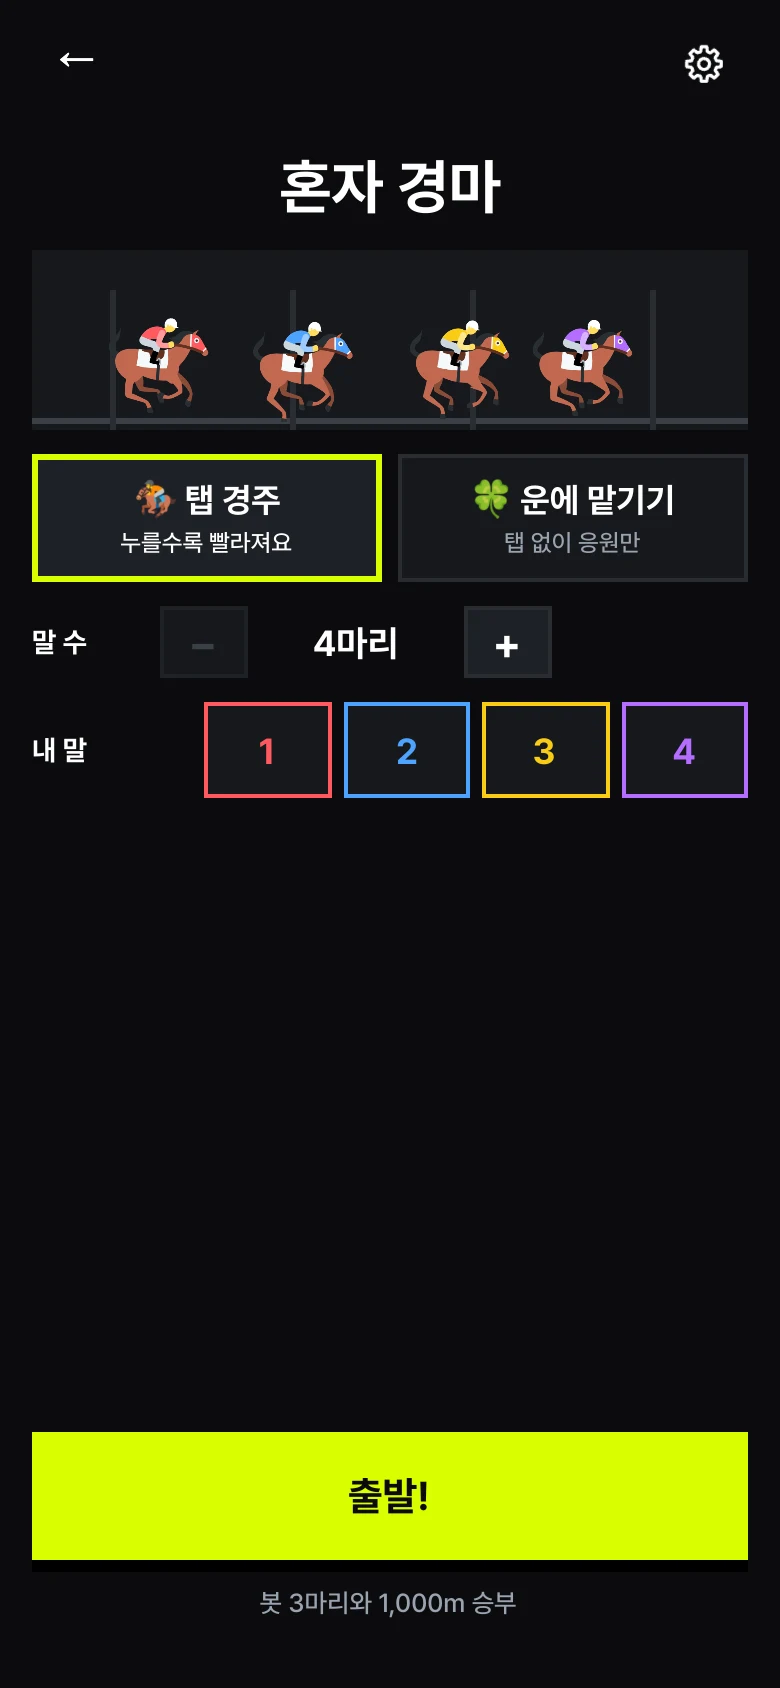 ←
혼자 경마
탭 경주
누를수록 빨라져요
운에 맡기기
탭 없이 응원만
말 수 − 4마리 +
내 말 1 2 3 4
출발!
봇 3마리와 1,000m 승부